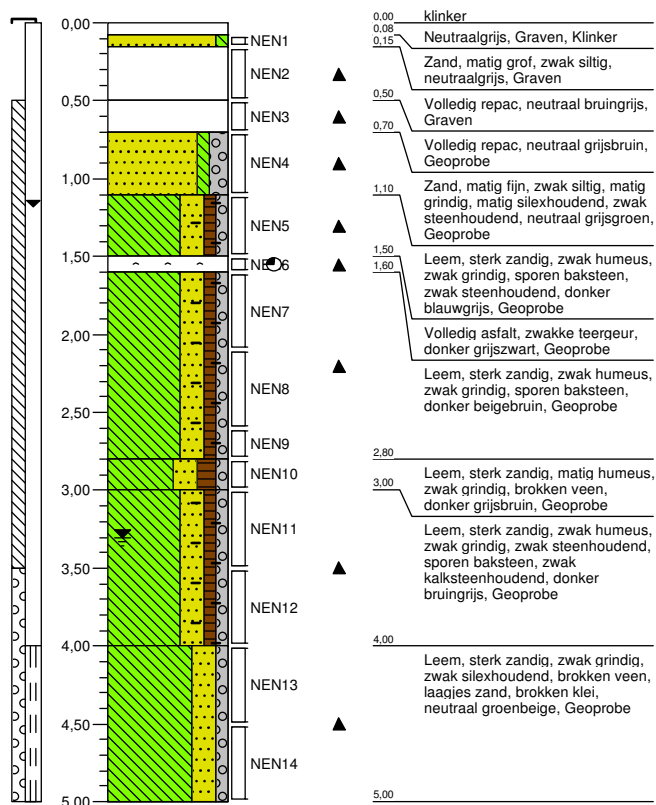 0,00
0,50
1,00
1,50
2,00
2,50
3,00
3,50
4,00
4,50
5,00
NEN1
NEN2
NEN3
NEN4
NEN5
NEN6
NEN7
NEN8
NEN9
NEN10
NEN11
NEN12
NEN13
NEN14
0,00
klinker
0,08
Neutraalgrijs, Graven, Klinker
0,15
Zand, matig grof, zwak siltig,
neutraalgrijs, Graven
0,50
Volledig repac, neutraal bruingrijs,
Graven
0,70
Volledig repac, neutraal grijsbruin,
Geoprobe
1,10
Zand, matig fijn, zwak siltig, matig
grindig, matig silexhoudend, zwak
steenhoudend, neutraal grijsgroen,
Geoprobe
1,50
Leem, sterk zandig, zwak humeus,
zwak grindig, sporen baksteen,
zwak steenhoudend, donker
blauwgrijs, Geoprobe
1,60
Volledig asfalt, zwakke teergeur,
donker grijszwart, Geoprobe
Leem, sterk zandig, zwak humeus,
zwak grindig, sporen baksteen,
donker beigebruin, Geoprobe
2,80
Leem, sterk zandig, matig humeus,
zwak grindig, brokken veen,
donker grijsbruin, Geoprobe
3,00
Leem, sterk zandig, zwak humeus,
zwak grindig, zwak steenhoudend,
sporen baksteen, zwak
kalksteenhoudend, donker
bruingrijs, Geoprobe
4,00
Leem, sterk zandig, zwak grindig,
zwak silexhoudend, brokken veen,
laagjes zand, brokken klei,
neutraal groenbeige, Geoprobe
5,00